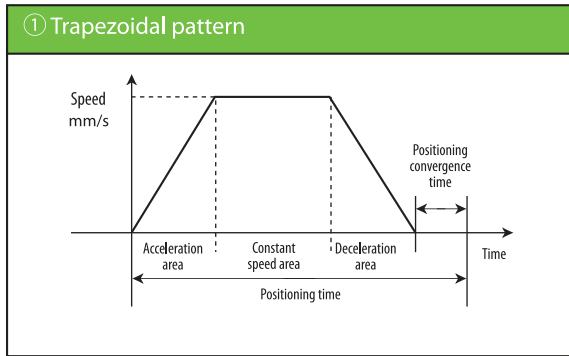 ① Trapezoidal pattern
Speed
mm/s
Positioning
convergence
time
Acceleration
area
Constant
speed area
Deceleration
area
Time
Positioning time